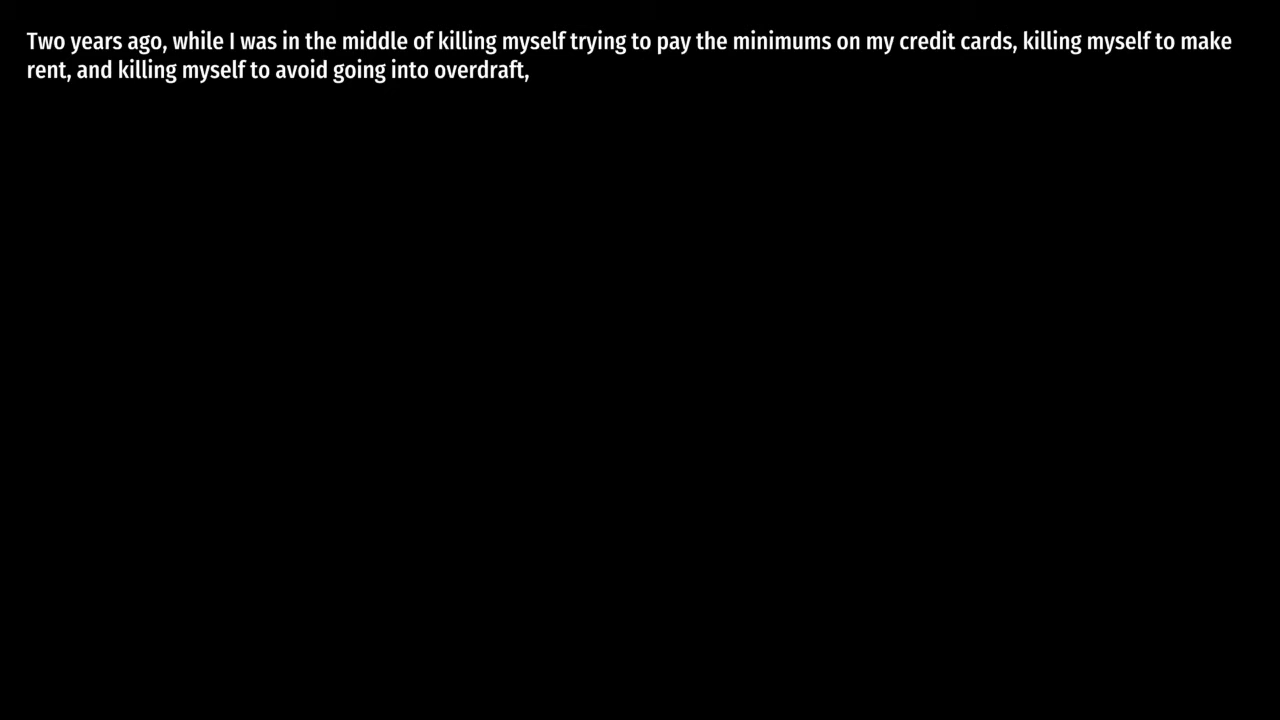 Two years ago, while I was in the middle of killing myself trying to pay the minimums on my credit cards, killing myself to make
rent, and killing myself to avoid going into overdraft,